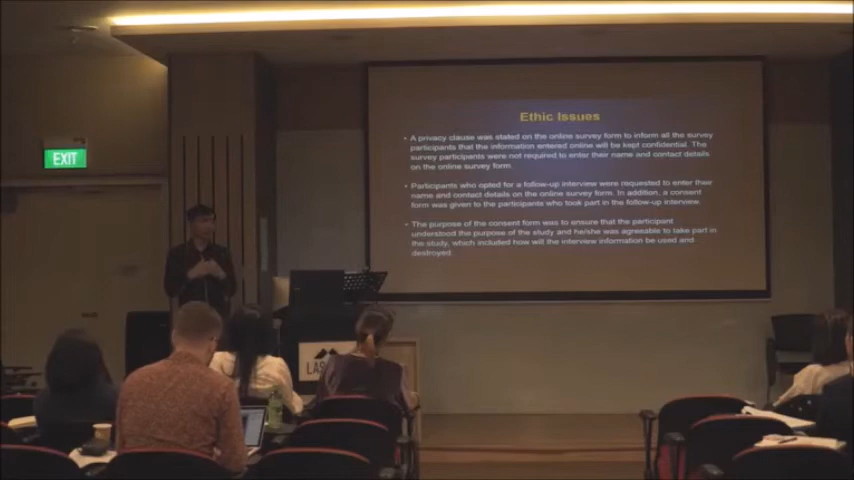 EXIT
Ethic Issues
• A privacy clause was stated on the online survey form to inform all the survey
participants that the information entered online will be kept confidential. The
survey participants were not required to enter their name and contact details
on the online survey form.
• Participants who opted for a follow-up interview were requested to enter their
name and contact details on the online survey form. In addition, a consent
form was given to the participants who took part in the follow-up interview.
• The purpose of the consent form was to ensure that the participant
understood the purpose of the study and he/she was agreeable to take part in
the study, which included how will the interview information be used and
destroyed.
LAS